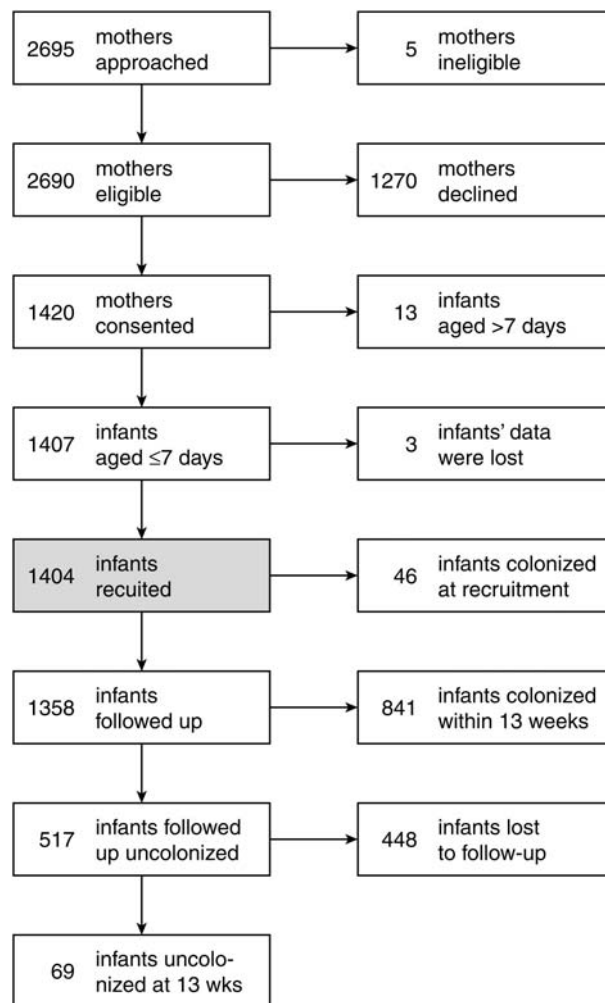 2695 mothers approached
5 mothers ineligible
2690 mothers eligible
1270 mothers declined
1420 mothers consented
13 infants aged >7 days
1407 infants aged ≤7 days
3 infants’ data were lost
1404 infants recuited
46 infants colonized at recruitment
1358 infants followed up
841 infants colonized within 13 weeks
517 infants followed up uncolonized
448 infants lost to follow-up
69 infants uncolo-
nized at 13 wks